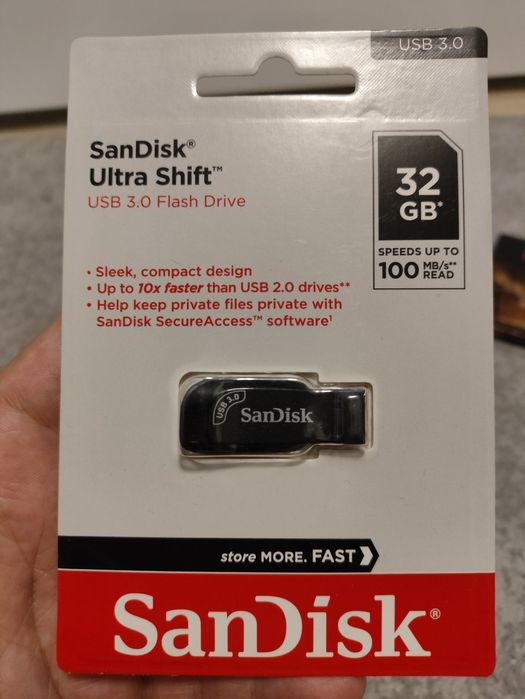 USB 3.0
SanDisk®
Ultra Shift™
USB 3.0 Flash Drive
32
GB*
SPEEDS UP TO
100 MB/s**
READ
• Sleek, compact design
• Up to 10x faster than USB 2.0 drives**
• Help keep private files private with
SanDisk SecureAccess™ software¹
USB 3.0
SanDisk
store MORE. FAST
SanDisk®